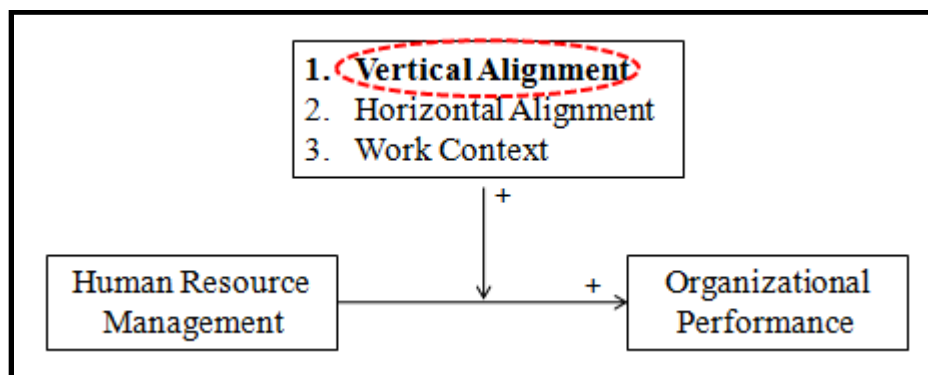 1. Vertical Alignment
2. Horizontal Alignment
3. Work Context
+
Human Resource
Management
+
Organizational
Performance